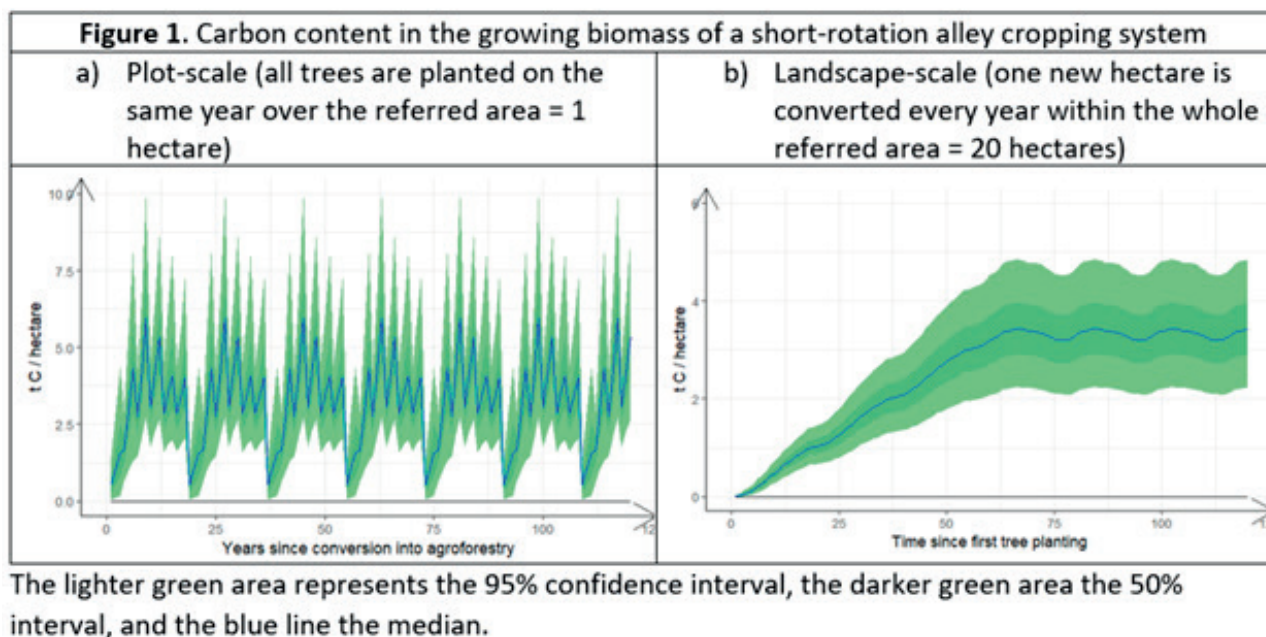 Figure 1. Carbon content in the growing biomass of a short-rotation alley cropping system
a) Plot-scale (all trees are planted on the
same year over the referred area = 1
hectare)
b) Landscape-scale (one new hectare is
converted every year within the whole
referred area = 20 hectares)
10.0
7.5
5.0
2.5
0.0
t C / hectare
0 25 50 75 100 12
Years since conversion into agroforestry
6
4
2
0
t C / hectare
0 25 50 75 100
Time since first tree planting
The lighter green area represents the 95% confidence interval, the darker green area the 50%
interval, and the blue line the median.